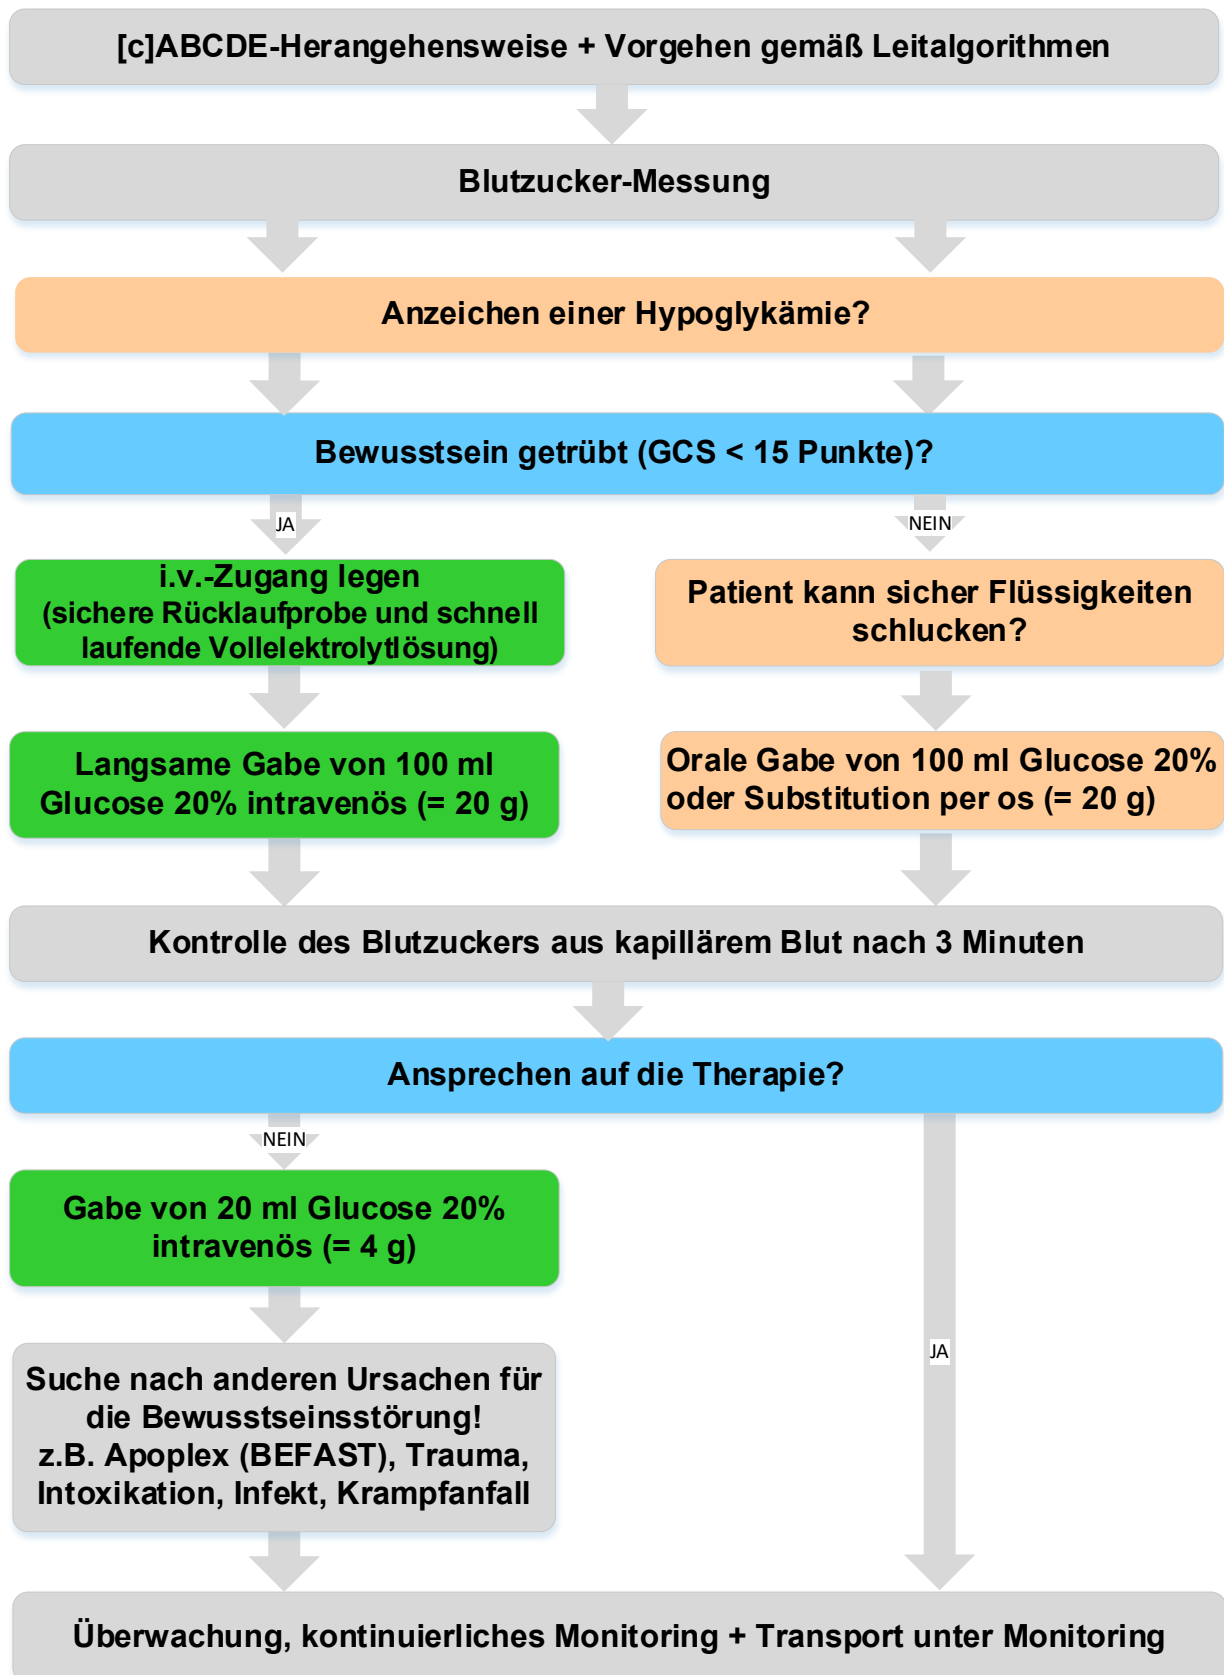 [c]ABCDE-Herangehensweise + Vorgehen gemäß Leitalgorithmen
Blutzucker-Messung
Anzeichen einer Hypoglykämie?
Bewusstsein getrübt (GCS < 15 Punkte)?
JA
NEIN
i.v.-Zugang legen
(sichere Rücklaufprobe und schnell
laufende Vollelektrolytlösung)
Patient kann sicher Flüssigkeiten
schlucken?
Langsame Gabe von 100 ml
Glucose 20% intravenös (= 20 g)
Orale Gabe von 100 ml Glucose 20%
oder Substitution per os (= 20 g)
Kontrolle des Blutzuckers aus kapillärem Blut nach 3 Minuten
Ansprechen auf die Therapie?
NEIN
Gabe von 20 ml Glucose 20%
intravenös (= 4 g)
JA
Suche nach anderen Ursachen für
die Bewusstseinsstörung!
z.B. Apoplex (BEFAST), Trauma,
Intoxikation, Infekt, Krampfanfall
Überwachung, kontinuierliches Monitoring + Transport unter Monitoring